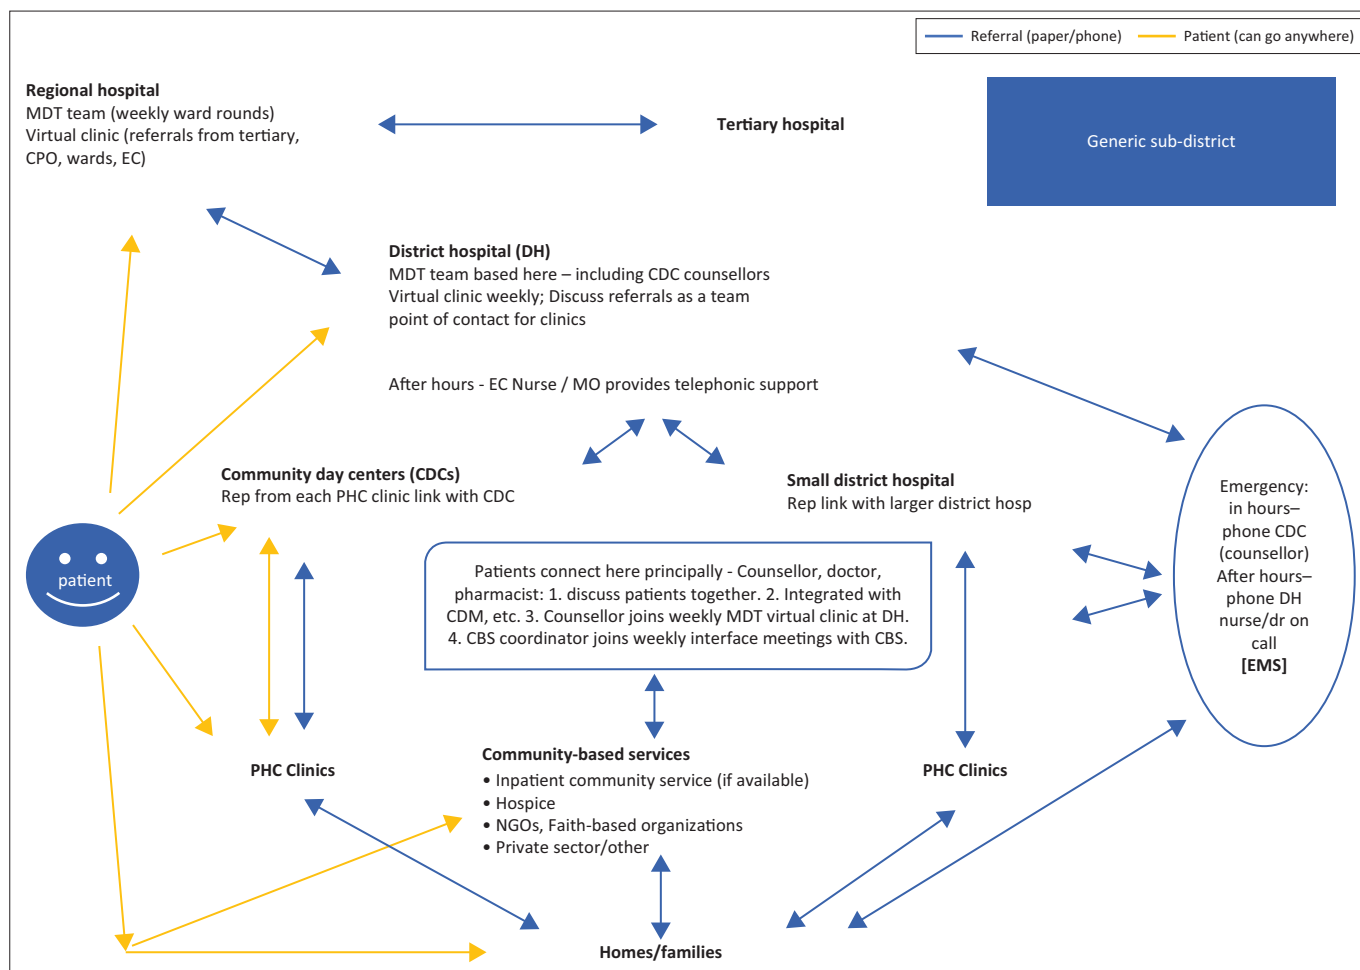 Referral (paper/phone)
Patient (can go anywhere)
Regional hospital
MDT team (weekly ward rounds)
Virtual clinic (referrals from tertiary,
CPO, wards, EC)
Tertiary hospital
Generic sub-district
District hospital (DH)
MDT team based here – including CDC counsellors
Virtual clinic weekly; Discuss referrals as a team
point of contact for clinics
After hours - EC Nurse / MO provides telephonic support
Community day centers (CDCs)
Rep from each PHC clinic link with CDC
Small district hospital
Rep link with larger district hosp
Emergency:
in hours–
phone CDC
(counsellor)
After hours–
phone DH
nurse/dr on
call
[EMS]
patient
Patients connect here principally - Counsellor, doctor,
pharmacist: 1. discuss patients together. 2. Integrated with
CDM, etc. 3. Counsellor joins weekly MDT virtual clinic at DH.
4. CBS coordinator joins weekly interface meetings with CBS.
PHC Clinics
Community-based services
• Inpatient community service (if available)
• Hospice
• NGOs, Faith-based organizations
• Private sector/other
PHC Clinics
Homes/families